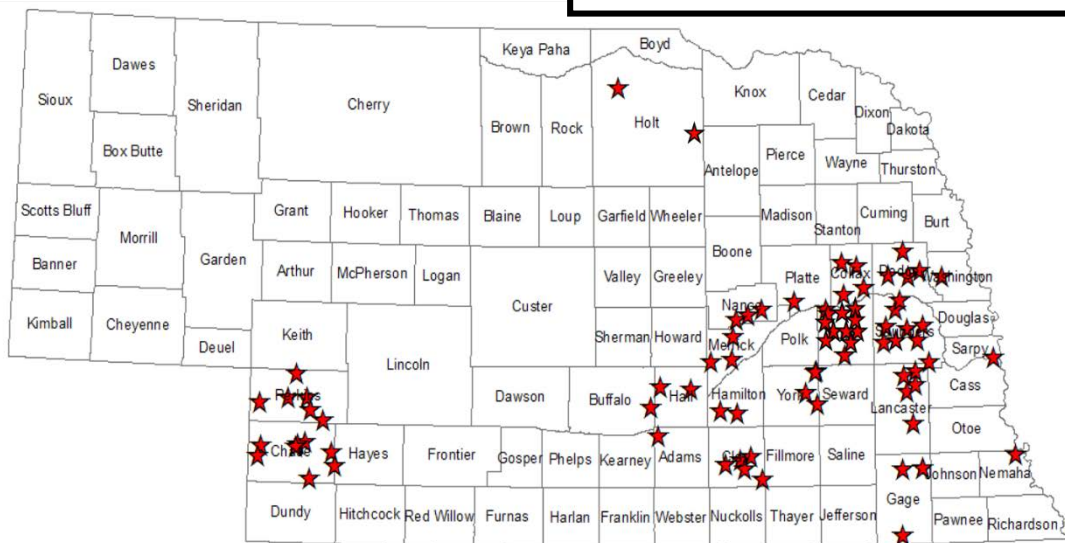 Keya Paha
Boyd
Dawes
Sioux
Sheridan
Cherry
Knox
Cedar
Dixon
Dakota
Holt
Brown
Rock
Box Butte
Pierce
Wayne
Thurston
Antelope
Scotts Bluff
Grant
Hooker
Thomas
Blaine
Loup
Garfield
Wheeler
Madison
Stanton
Cuming
Burt
Morrill
Garden
Boone
Banner
Arthur
McPherson
Logan
Custer
Valley
Greeley
Platte
Colfax
Washington
Kimball
Cheyenne
Keith
Nance
Douglas
Deuel
Lincoln
Sherman
Howard
Merrick
Polk
Sarpy
Perkins
Dawson
Buffalo
Hall
Hamilton
York
Seward
Lancaster
Cass
Otoe
Chase
Hayes
Frontier
Gosper
Phelps
Kearney
Adams
Fillmore
Saline
Johnson
Nemaha
Gage
Dundy
Hitchcock
Red Willow
Furnas
Harlan
Franklin
Webster
Nuckolls
Thayer
Jefferson
Pawnee
Richardson